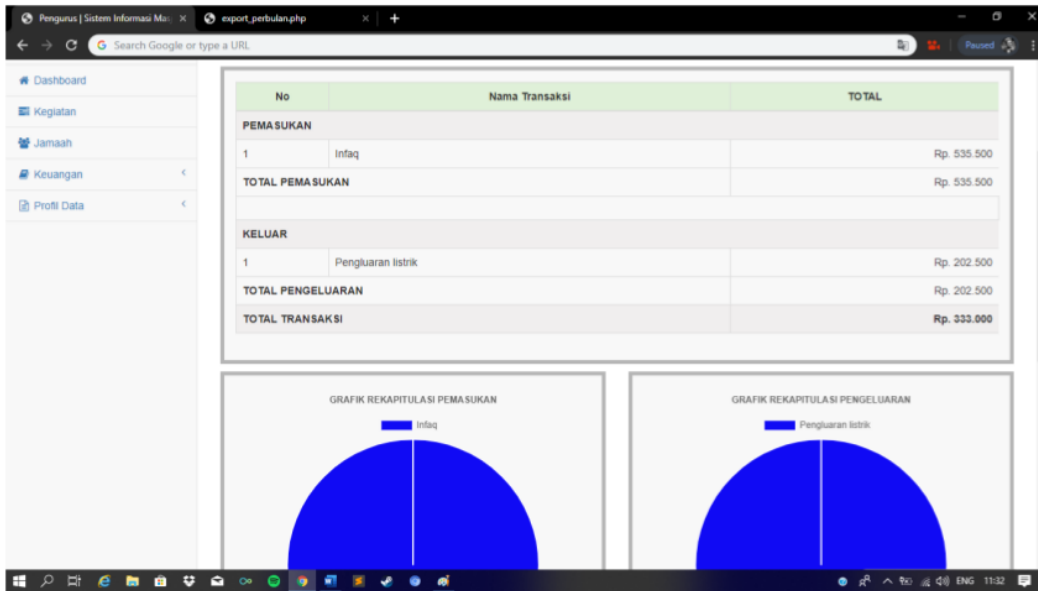 Pengurus | Sistem Informasi Mas
export_perbulan.php
Search Google or type a URL
Paused
Dashboard
Kegiatan
Jamaah
Keuangan
Profil Data
No Nama Transaksi TOTAL
PEMASUKAN
1 Infaq Rp. 535.500
TOTAL PEMASUKAN Rp. 535.500
KELUAR
1 Pengluaran listrik Rp. 202.500
TOTAL PENGELUARAN Rp. 202.500
TOTAL TRANSAKSI Rp. 333.000
GRAFIK REKAPITULASI PEMASUKAN
Infaq
GRAFIK REKAPITULASI PENGELUARAN
Pengluaran listrik
ENG 11:32